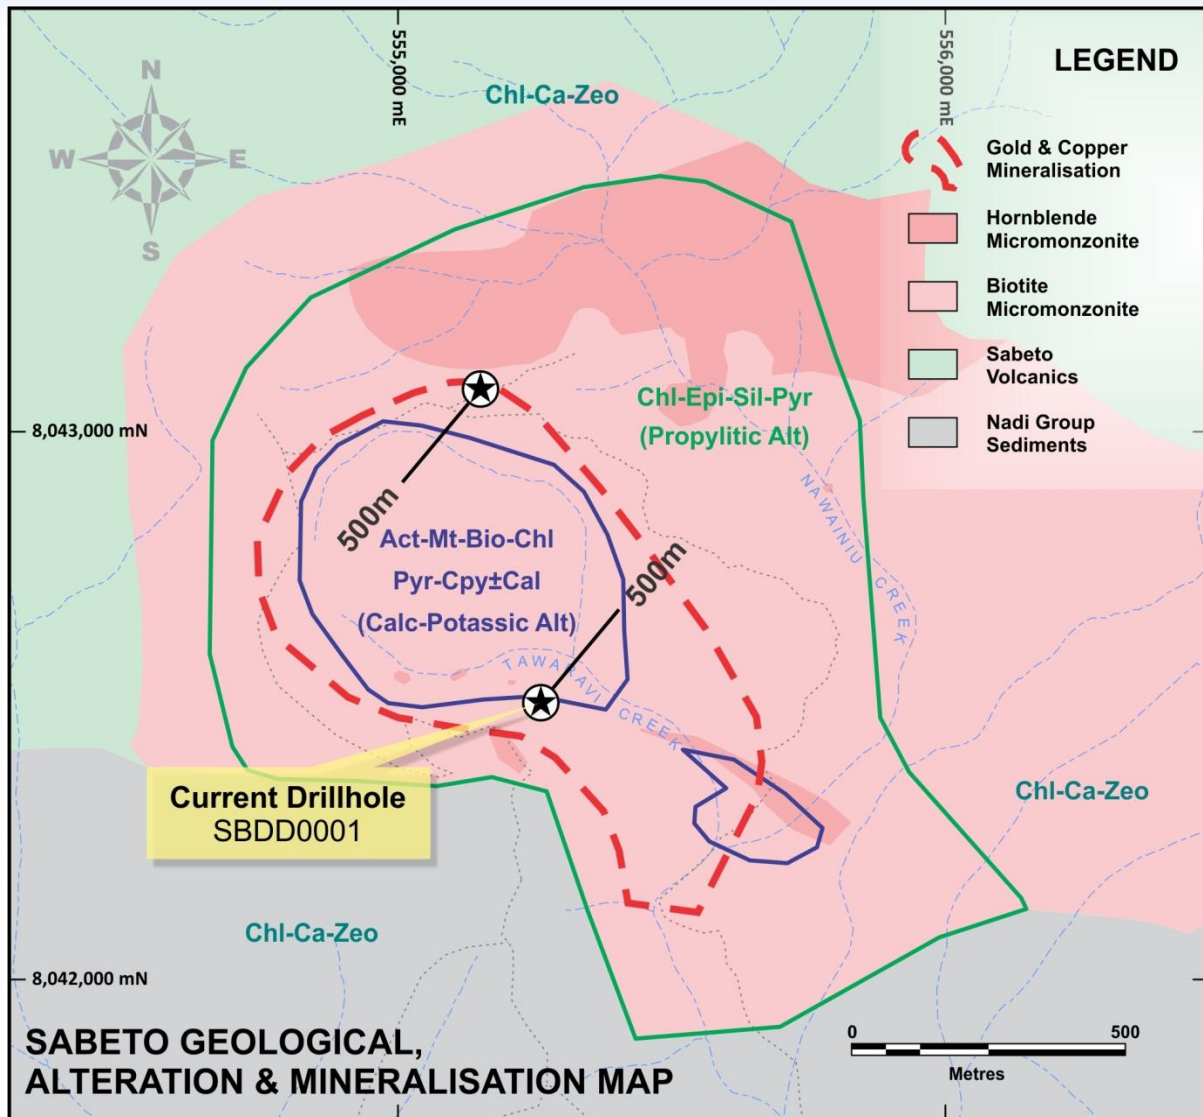 555,000 mE
556,000 mE
LEGEND
N
W
E
S
Chl-Ca-Zeo
Gold & Copper
Mineralisation
Hornblende
Micromonzonite
Biotite
Micromonzonite
Sabeto
Volcanics
Nadi Group
Sediments
Chl-Epi-Sil-Pyr
(Propylitic Alt)
8,043,000 mN
500m
NAWAINIU CREEK
Act-Mt-Bio-Chl
Pyr-Cpy±Cal
(Calc-Potassic Alt)
500m
TAWARAVI CREEK
Current Drillhole
SBDD0001
Chl-Ca-Zeo
Chl-Ca-Zeo
8,042,000 mN
SABETO GEOLOGICAL,
ALTERATION & MINERALISATION MAP
0
500
Metres